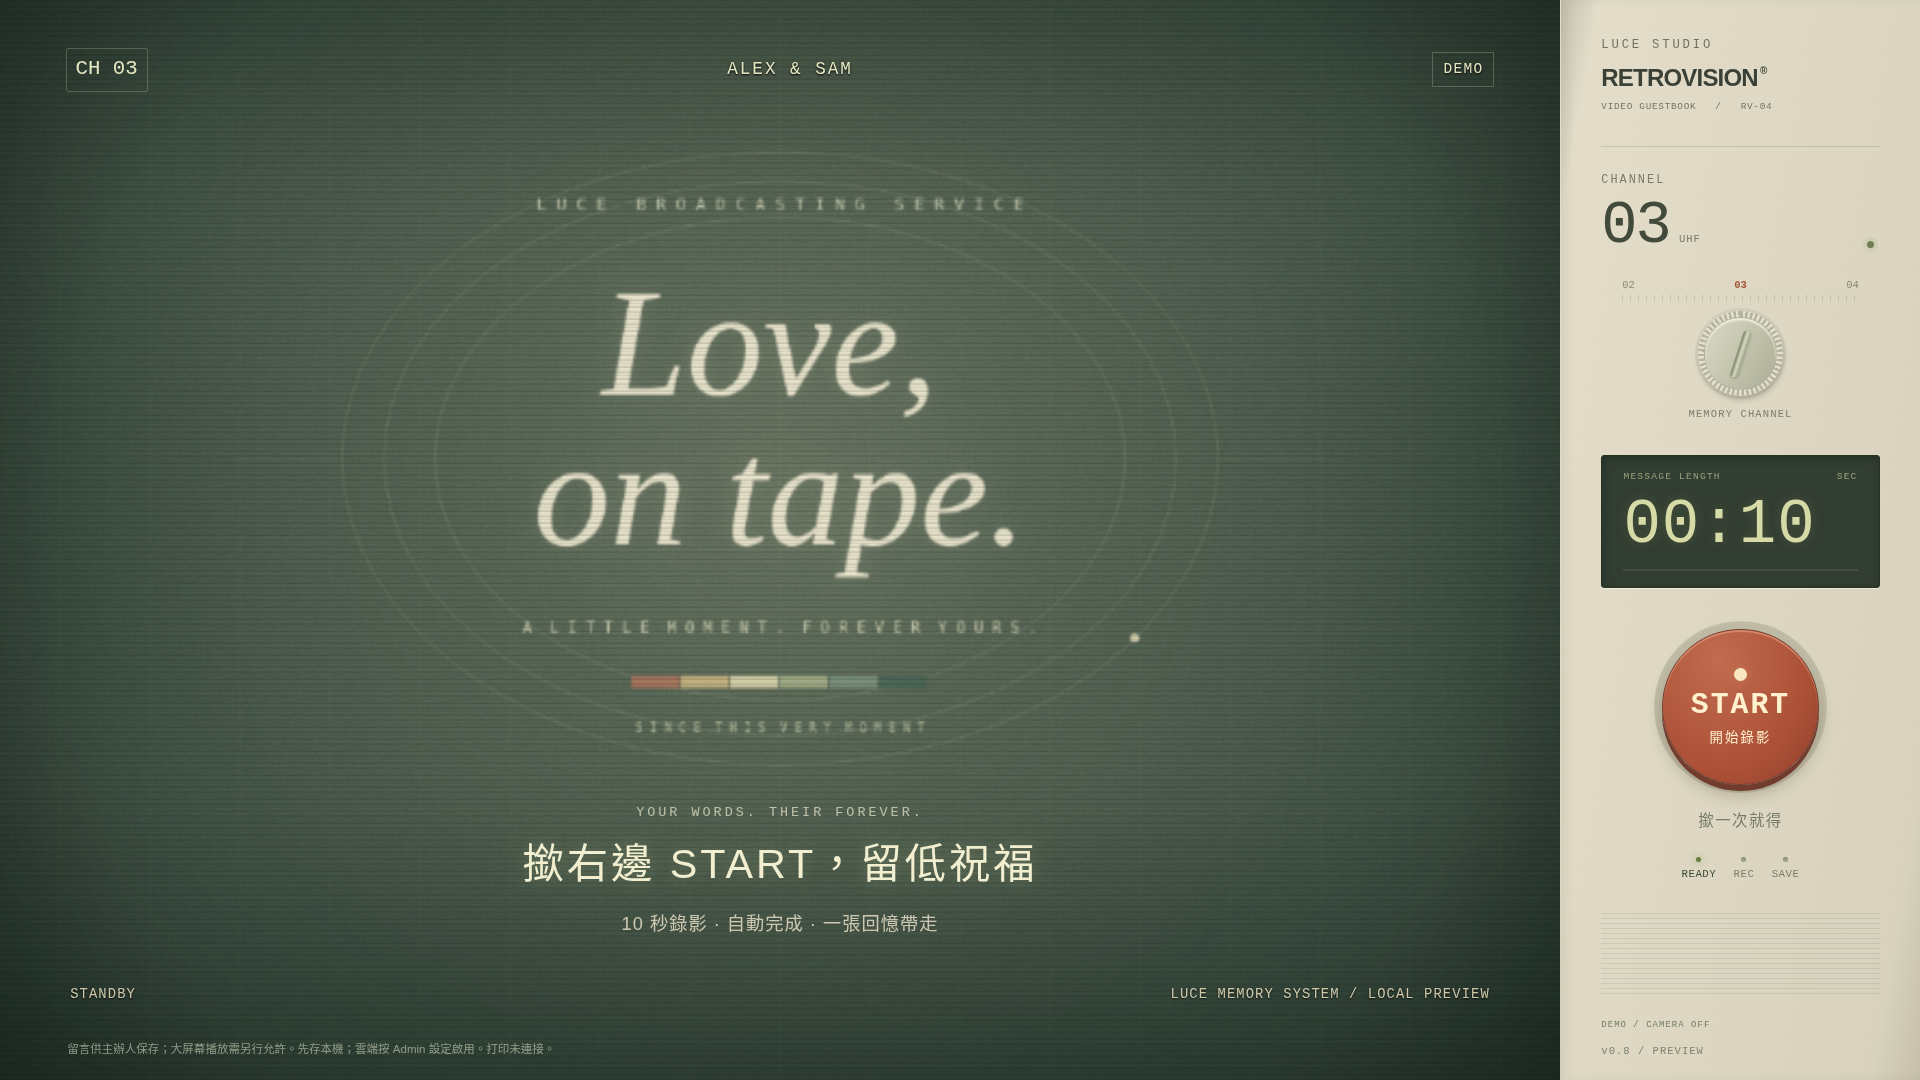 CH 03
ALEX & SAM
DEMO
LUCE BROADCASTING SERVICE
Love,
on tape.
A LITTLE MOMENT. FOREVER YOURS.
SINCE THIS VERY MOMENT
YOUR WORDS. THEIR FOREVER.
撳右邊 START，留低祝福
10 秒錄影 · 自動完成 · 一張回憶帶走
STANDBY
LUCE MEMORY SYSTEM / LOCAL PREVIEW
留言供主辦人保存；大屏幕播放需另行允許。先存本機；雲端按 Admin 設定啟用。打印未連接。
LUCE STUDIO
RETROVISION®
VIDEO GUESTBOOK / RV-04
CHANNEL
03 UHF
02 03 04
MEMORY CHANNEL
MESSAGE LENGTH SEC
00:10
START
開始錄影
撳一次就得
READY REC SAVE
DEMO / CAMERA OFF
v0.8 / PREVIEW